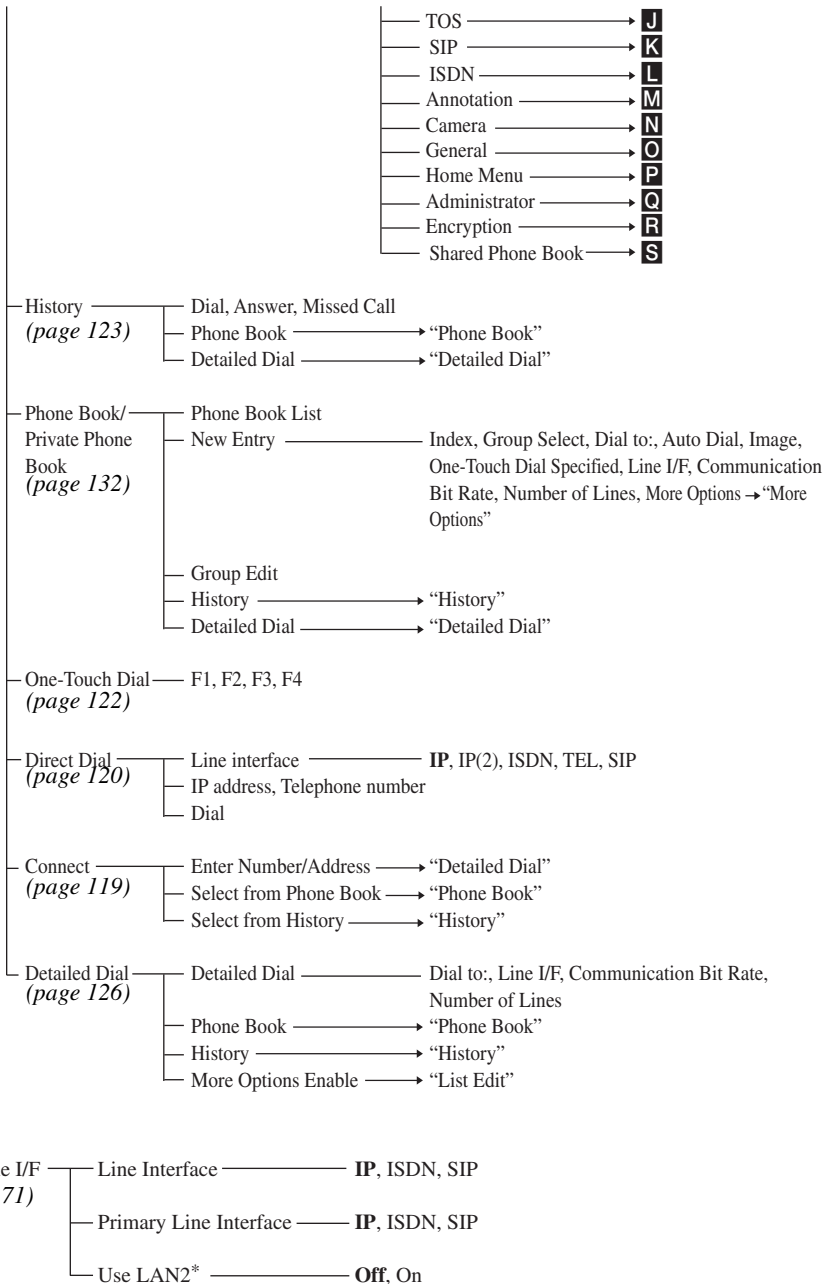 TOS → J
SIP → K
ISDN → L
Annotation → M
Camera → N
General → O
Home Menu → P
Administrator → Q
Encryption → R
Shared Phone Book → S
History
(page 123)
Dial, Answer, Missed Call
Phone Book → “Phone Book”
Detailed Dial → “Detailed Dial”
Phone Book/
Private Phone
Book
(page 132)
Phone Book List
New Entry
Index, Group Select, Dial to:, Auto Dial, Image,
One-Touch Dial Specified, Line I/F, Communication
Bit Rate, Number of Lines, More Options → “More
Options”
Group Edit
History → “History”
Detailed Dial → “Detailed Dial”
One-Touch Dial
(page 122)
F1, F2, F3, F4
Direct Dial
(page 120)
Line interface
IP, IP(2), ISDN, TEL, SIP
IP address, Telephone number
Dial
Connect
(page 119)
Enter Number/Address → “Detailed Dial”
Select from Phone Book → “Phone Book”
Select from History → “History”
Detailed Dial
(page 126)
Detailed Dial
Dial to:, Line I/F, Communication Bit Rate,
Number of Lines
Phone Book → “Phone Book”
History → “History”
More Options Enable → “List Edit”
e I/F
71)
Line Interface
IP, ISDN, SIP
Primary Line Interface
IP, ISDN, SIP
Use LAN2*
Off, On